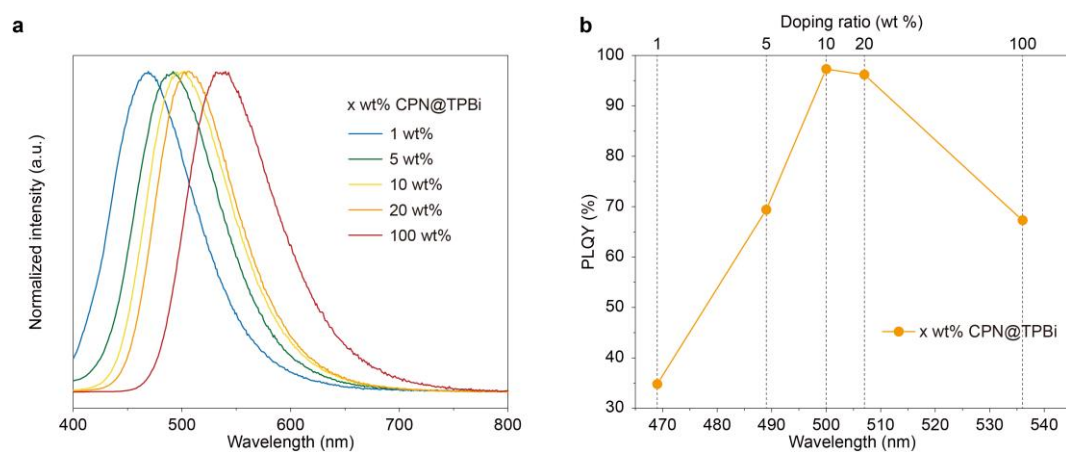 a
Normalized intensity (a.u.)
x wt% CPN@TPBi
1 wt%
5 wt%
10 wt%
20 wt%
100 wt%
400 500 600 700 800
Wavelength (nm)
b
Doping ratio (wt %)
1 5 10 20 100
PLQY (%)
100
90
80
70
60
50
40
30
x wt% CPN@TPBi
470 480 490 500 510 520 530 540
Wavelength (nm)